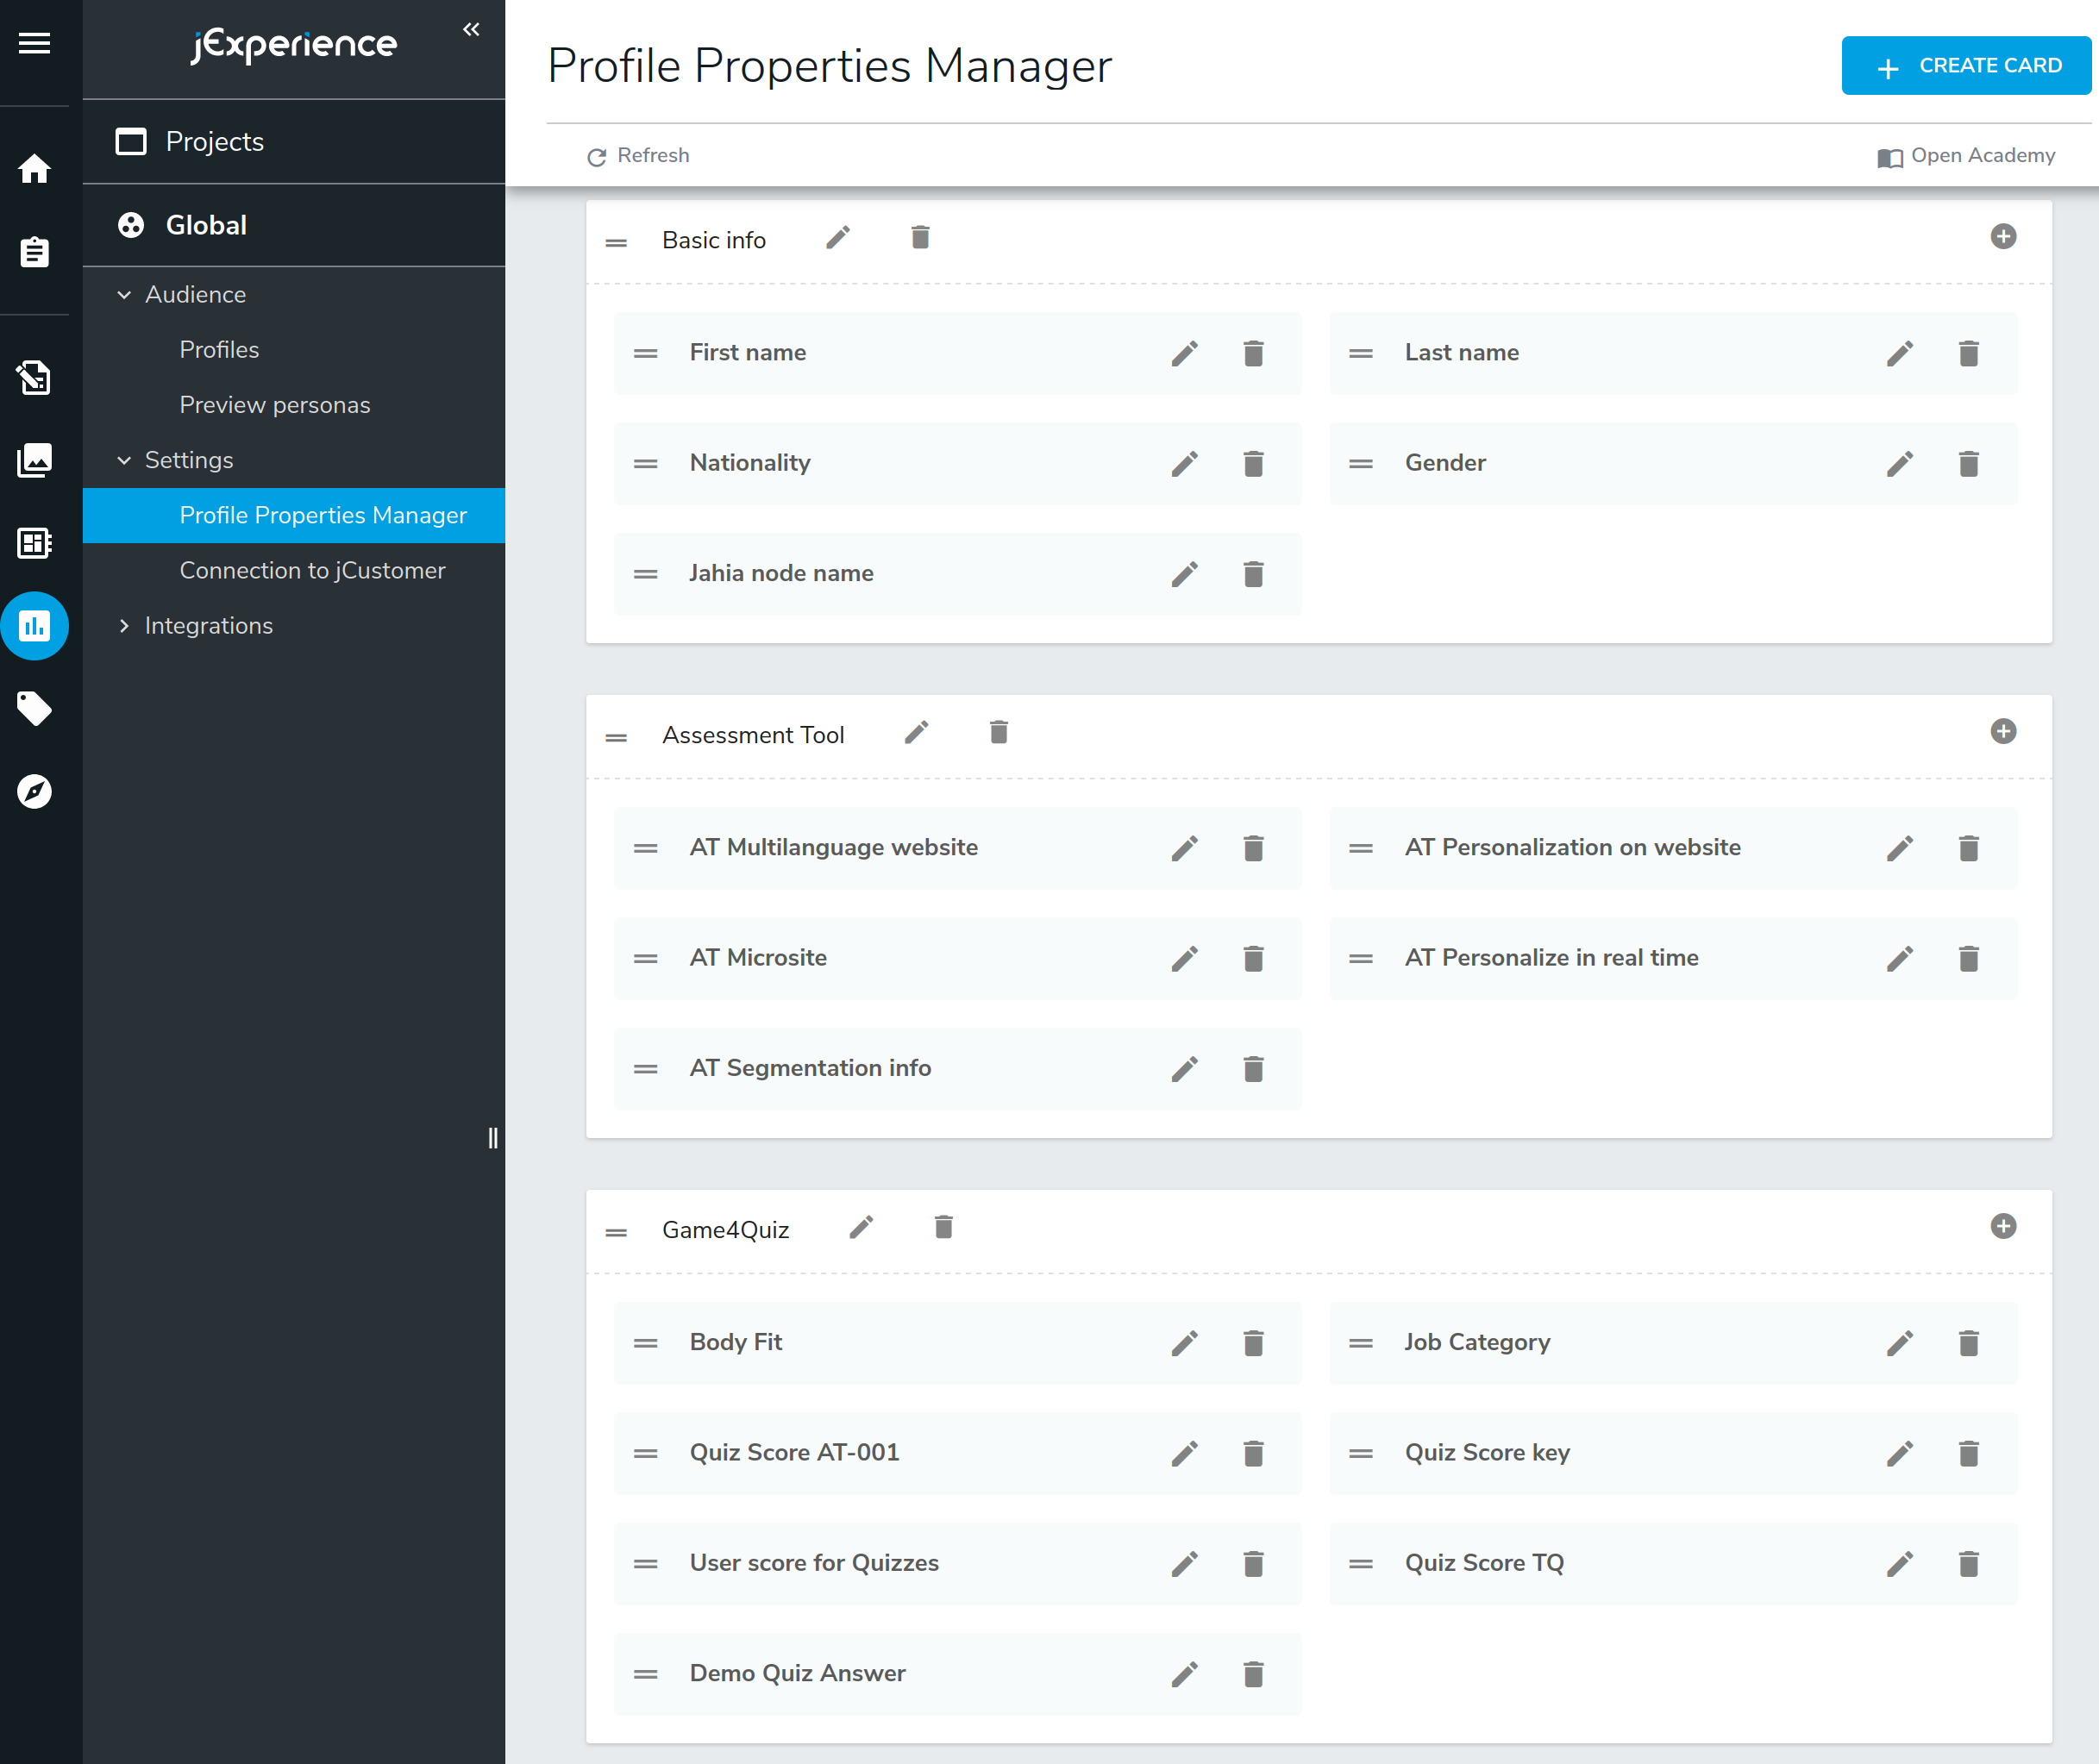 jExperience
Projects
Global
Audience
Profiles
Preview personas
Settings
Profile Properties Manager
Connection to jCustomer
Integrations
Profile Properties Manager
CREATE CARD
Refresh
Open Academy
Basic info
First name
Last name
Nationality
Gender
Jahia node name
Assessment Tool
AT Multilanguage website
AT Personalization on website
AT Microsite
AT Personalize in real time
AT Segmentation info
Game4Quiz
Body Fit
Job Category
Quiz Score AT-001
Quiz Score key
User score for Quizzes
Quiz Score TQ
Demo Quiz Answer